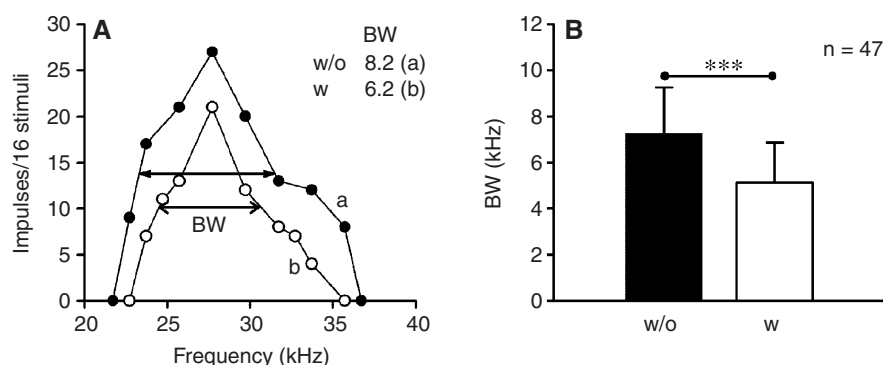 A
BW
w/o 8.2 (a)
w 6.2 (b)
Impulses/16 stimuli
30
25
20
15
10
5
0
a
BW
b
20 25 30 35 40
Frequency (kHz)
B
n = 47
***
BW (kHz)
12
10
8
6
4
2
0
w/o w